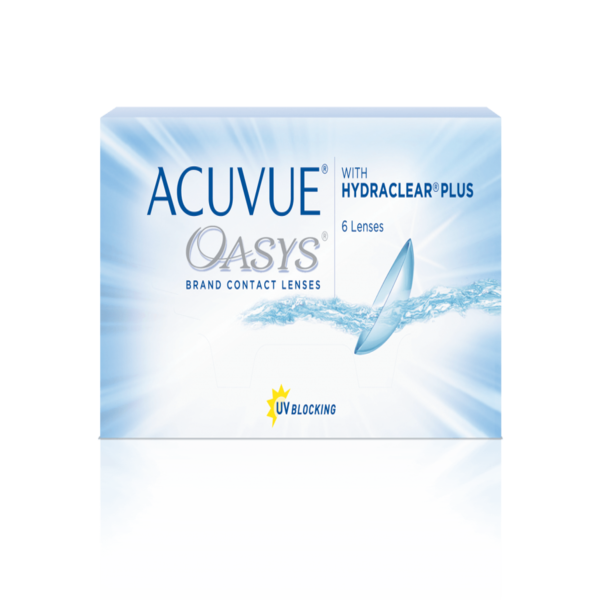 ACUVUE®
OASYS®
BRAND CONTACT LENSES
WITH
HYDRACLEAR® PLUS
6 Lenses
UV BLOCKING